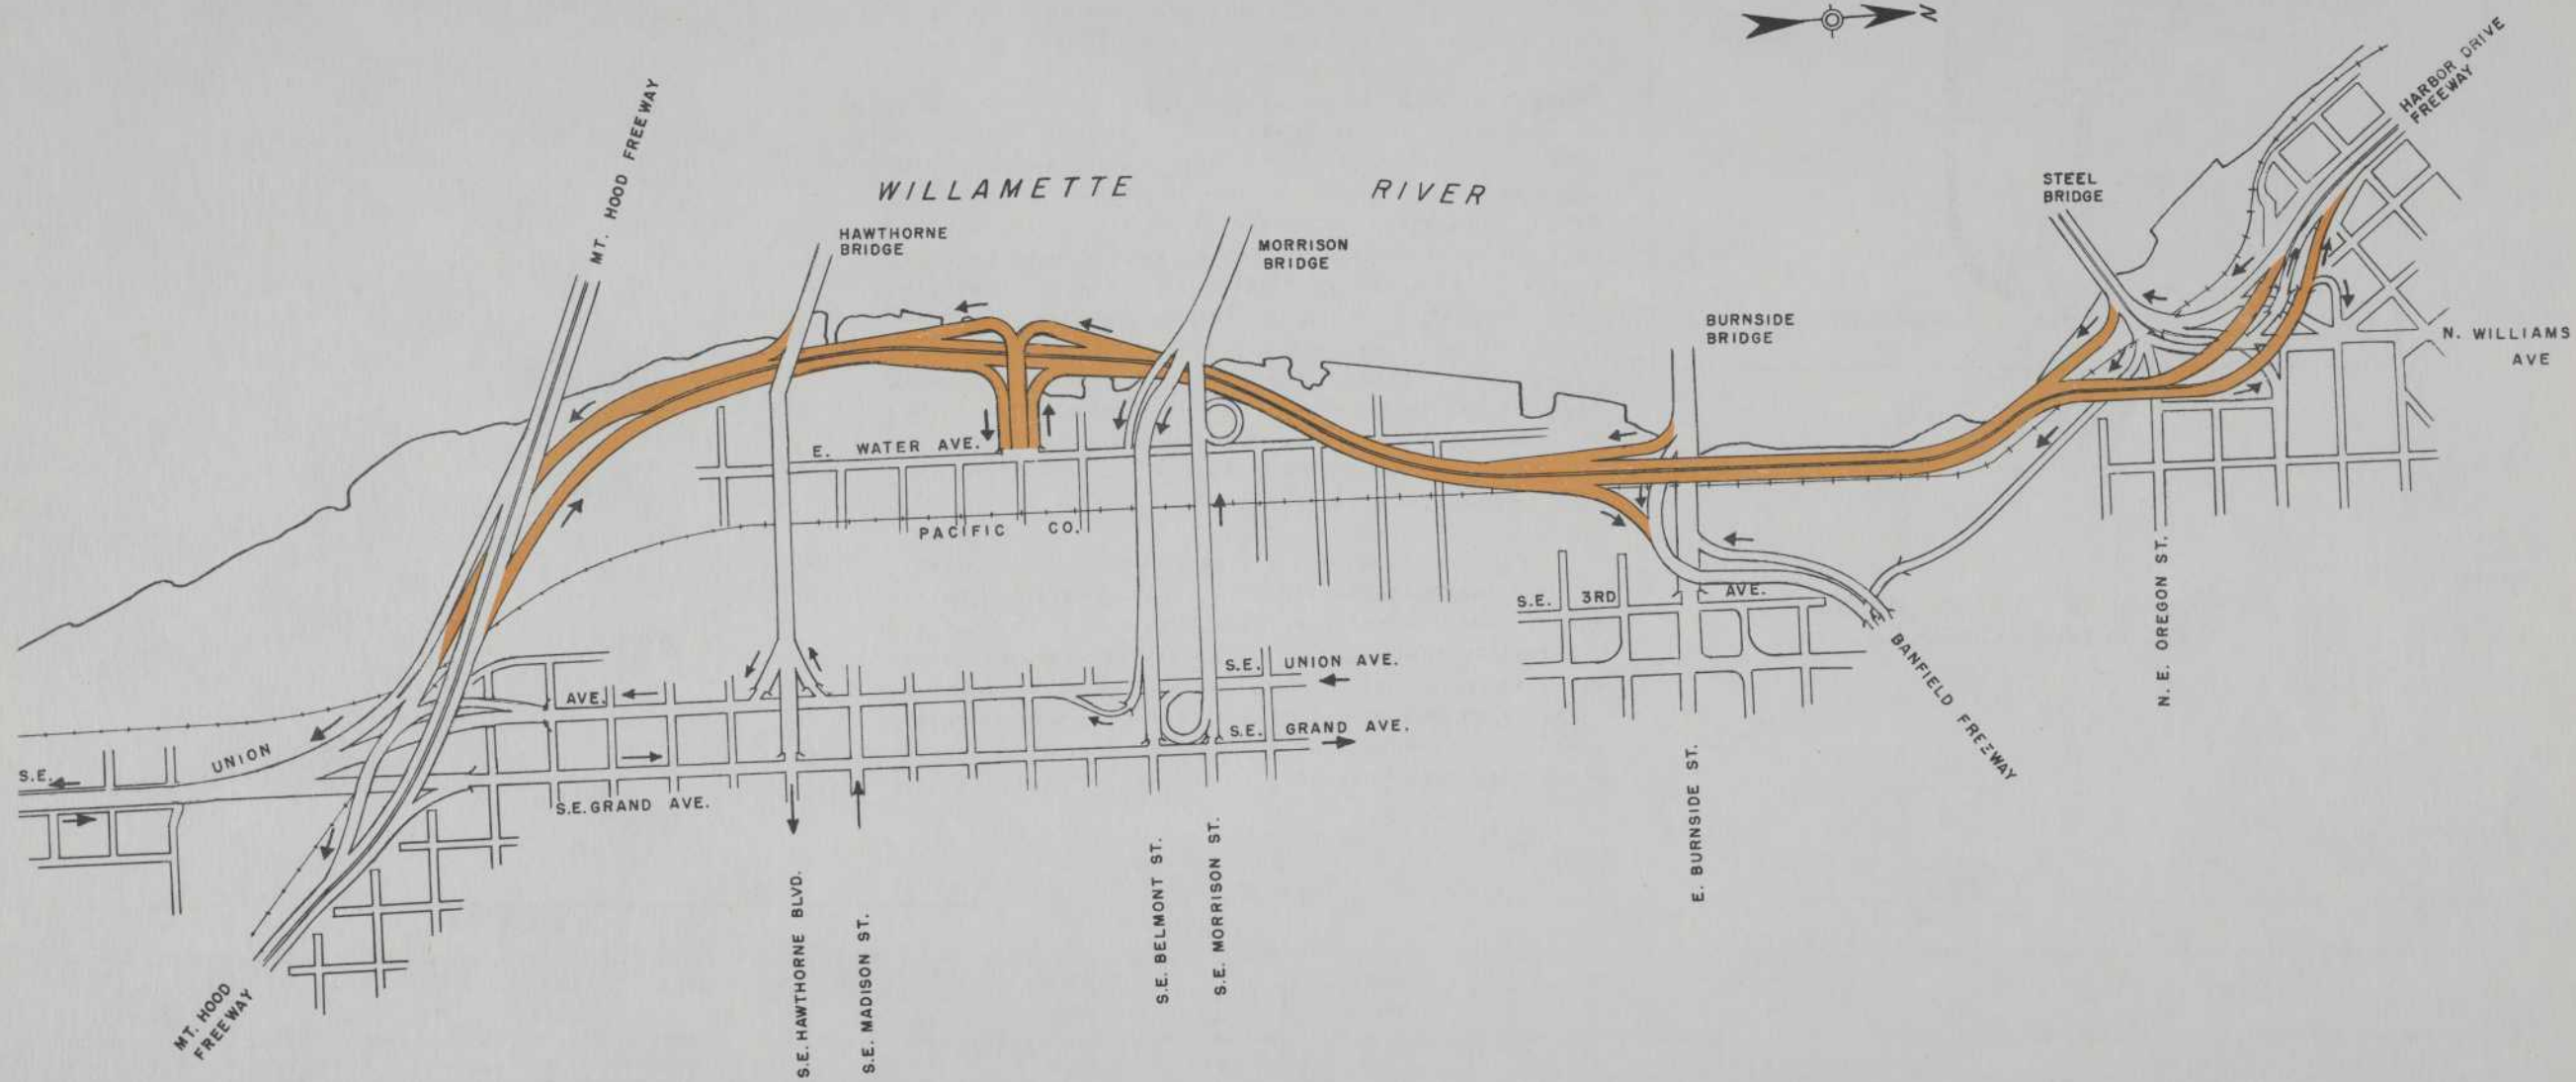 N
HARBOR DRIVE
FREEWAY
MT. HOOD FREEWAY
WILLAMETTE RIVER
STEEL
BRIDGE
HAWTHORNE
BRIDGE
MORRISON
BRIDGE
BURNSIDE
BRIDGE
N. WILLIAMS
AVE
E. WATER AVE.
PACIFIC CO.
S.E. 3RD AVE.
BANFIELD FREEWAY
N. E. OREGON ST.
S.E. UNION AVE.
S.E. GRAND AVE.
S.E. UNION AVE.
S.E. GRAND AVE.
E. BURNSIDE ST.
S.E. HAWTHORNE BLVD.
S.E. MADISON ST.
S.E. BELMONT ST.
S.E. MORRISON ST.
MT. HOOD
FREEWAY